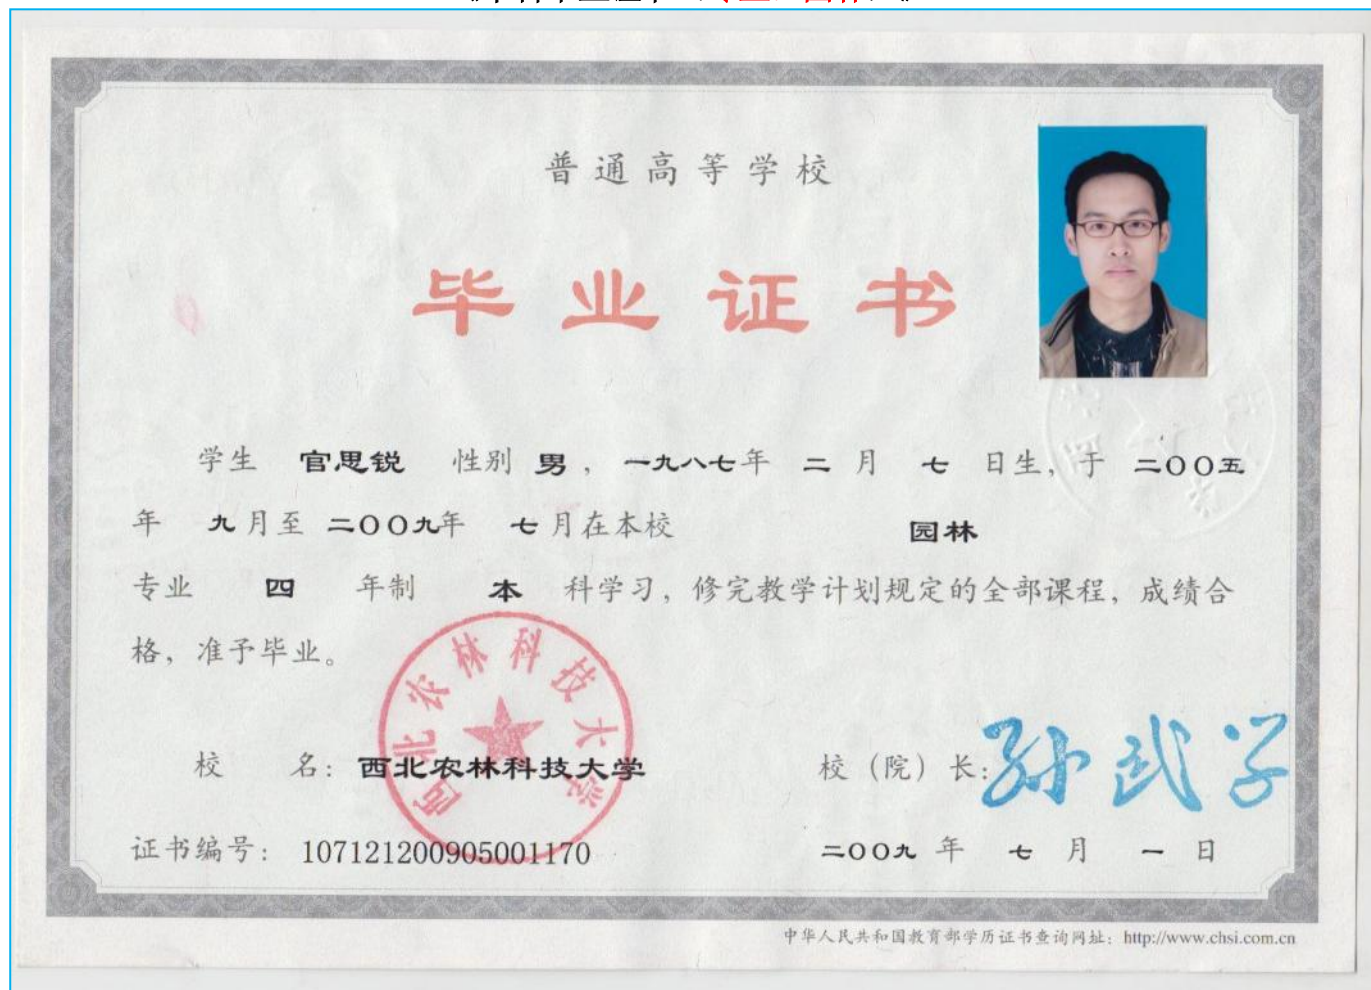 普通高等学校
毕业证书
学生 官思锐 性别 男，一九八七年 二 月 七 日生，于 二〇〇五
年 九月至 二〇〇九年 七月在本校 园林
专业 四 年制 本 科学习，修完教学计划规定的全部课程，成绩合
格，准予毕业。
西北农林科技大学
校 名：西北农林科技大学 校（院）长：孙武学
证书编号：107121200905001170 二〇〇九 年 七 月 一 日
中华人民共和国教育部学历证书查询网址：http://www.chsi.com.cn